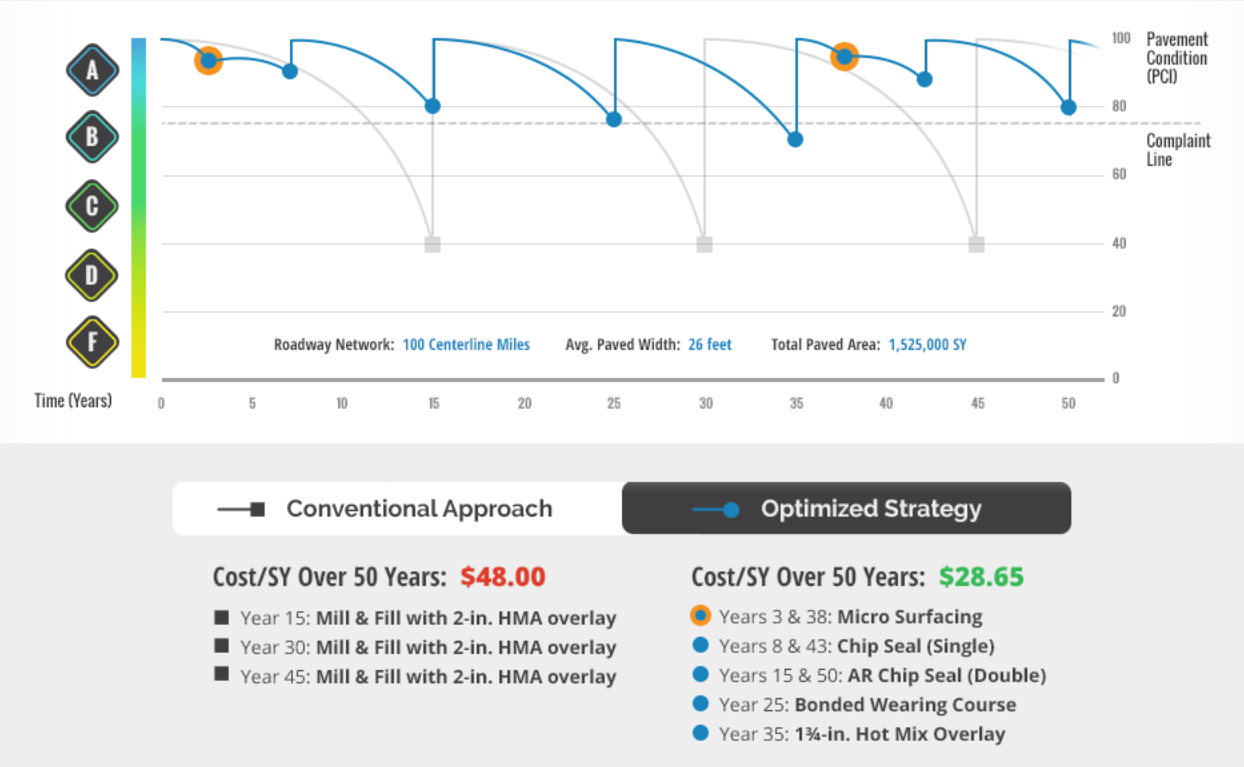 100
Pavement
Condition
(PCI)
A
80
B
Complaint
Line
60
C
40
D
20
F
Roadway Network: 100 Centerline Miles Avg. Paved Width: 26 feet Total Paved Area: 1,525,000 SY
0
Time (Years) 0 5 10 15 20 25 30 35 40 45 50
Conventional Approach
Optimized Strategy
Cost/SY Over 50 Years: $48.00
Year 15: Mill & Fill with 2-in. HMA overlay
Year 30: Mill & Fill with 2-in. HMA overlay
Year 45: Mill & Fill with 2-in. HMA overlay
Cost/SY Over 50 Years: $28.65
Years 3 & 38: Micro Surfacing
Years 8 & 43: Chip Seal (Single)
Years 15 & 50: AR Chip Seal (Double)
Year 25: Bonded Wearing Course
Year 35: 1¾-in. Hot Mix Overlay